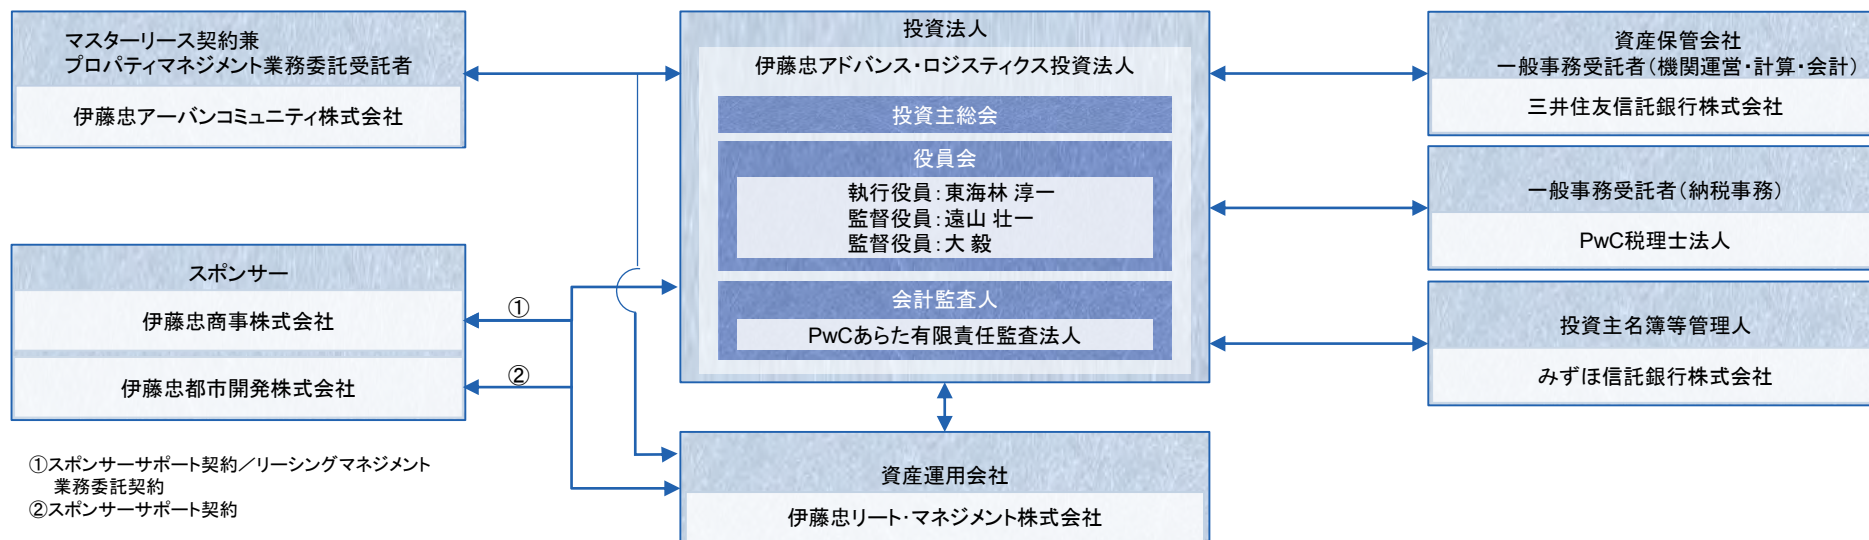 マスターリース契約兼
プロパティマネジメント業務委託受託者
伊藤忠アーバンコミュニティ株式会社
スポンサー
伊藤忠商事株式会社
伊藤忠都市開発株式会社
①
②
①スポンサーサポート契約／リーシングマネジメント
業務委託契約
②スポンサーサポート契約
投資法人
伊藤忠アドバンス・ロジスティクス投資法人
投資主総会
役員会
執行役員：東海林 淳一
監督役員：遠山 壮一
監督役員：大 毅
会計監査人
PwCあらた有限責任監査法人
資産運用会社
伊藤忠リート・マネジメント株式会社
資産保管会社
一般事務受託者（機関運営・計算・会計）
三井住友信託銀行株式会社
一般事務受託者（納税事務）
PwC税理士法人
投資主名簿等管理人
みずほ信託銀行株式会社